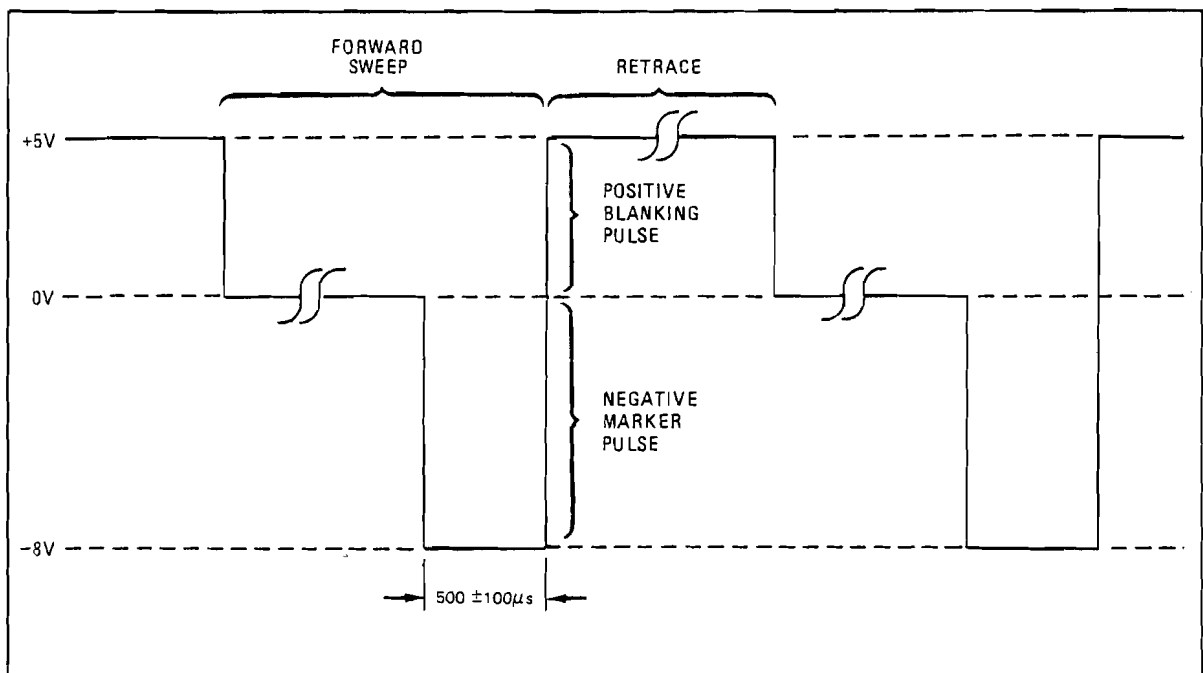 FORWARD
SWEEP
RETRACE
+5V
POSITIVE
BLANKING
PULSE
0V
NEGATIVE
MARKER
PULSE
-8V
500 ±100μs